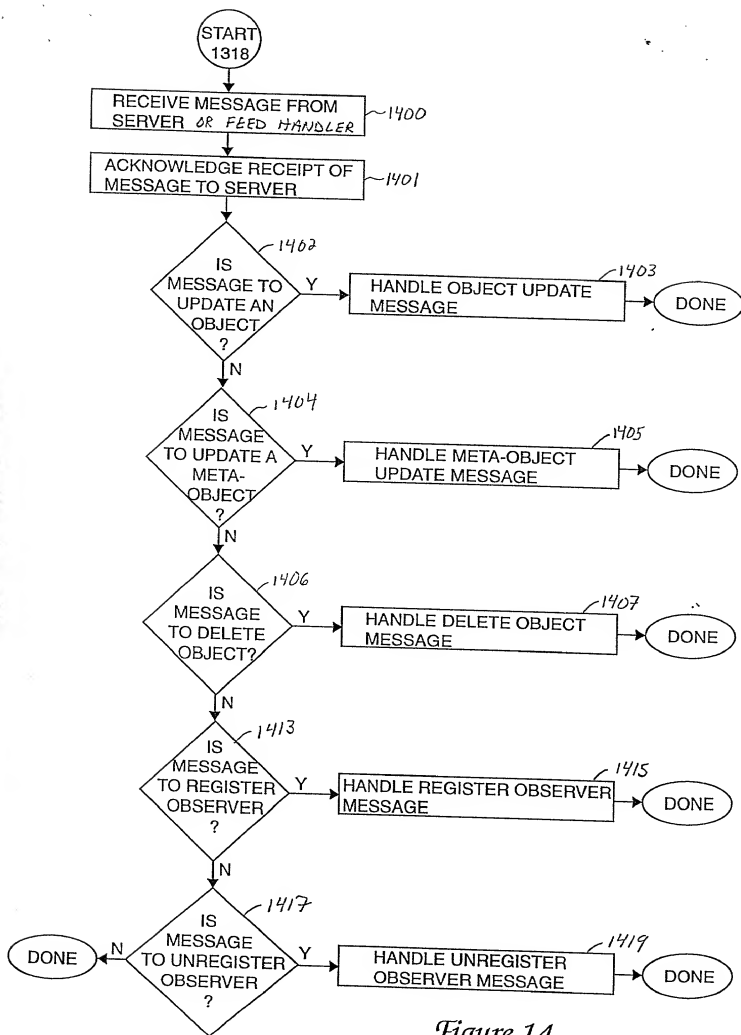 START
1318
RECEIVE MESSAGE FROM
SERVER OR FEED HANDLER
1400
ACKNOWLEDGE RECEIPT OF
MESSAGE TO SERVER
1401
1402
IS
MESSAGE TO
UPDATE AN
OBJECT
?
Y
1403
HANDLE OBJECT UPDATE
MESSAGE
DONE
N
1404
IS
MESSAGE
TO UPDATE A
META-
OBJECT
?
Y
1405
HANDLE META-OBJECT
UPDATE MESSAGE
DONE
N
1406
IS
MESSAGE
TO DELETE
OBJECT?
Y
1407
HANDLE DELETE OBJECT
MESSAGE
DONE
N
1413
IS
MESSAGE
TO REGISTER
OBSERVER
?
Y
1415
HANDLE REGISTER OBSERVER
MESSAGE
DONE
N
1417
DONE
N
IS
MESSAGE
TO UNREGISTER
OBSERVER
?
Y
1419
HANDLE UNREGISTER
OBSERVER MESSAGE
DONE
Figure 14